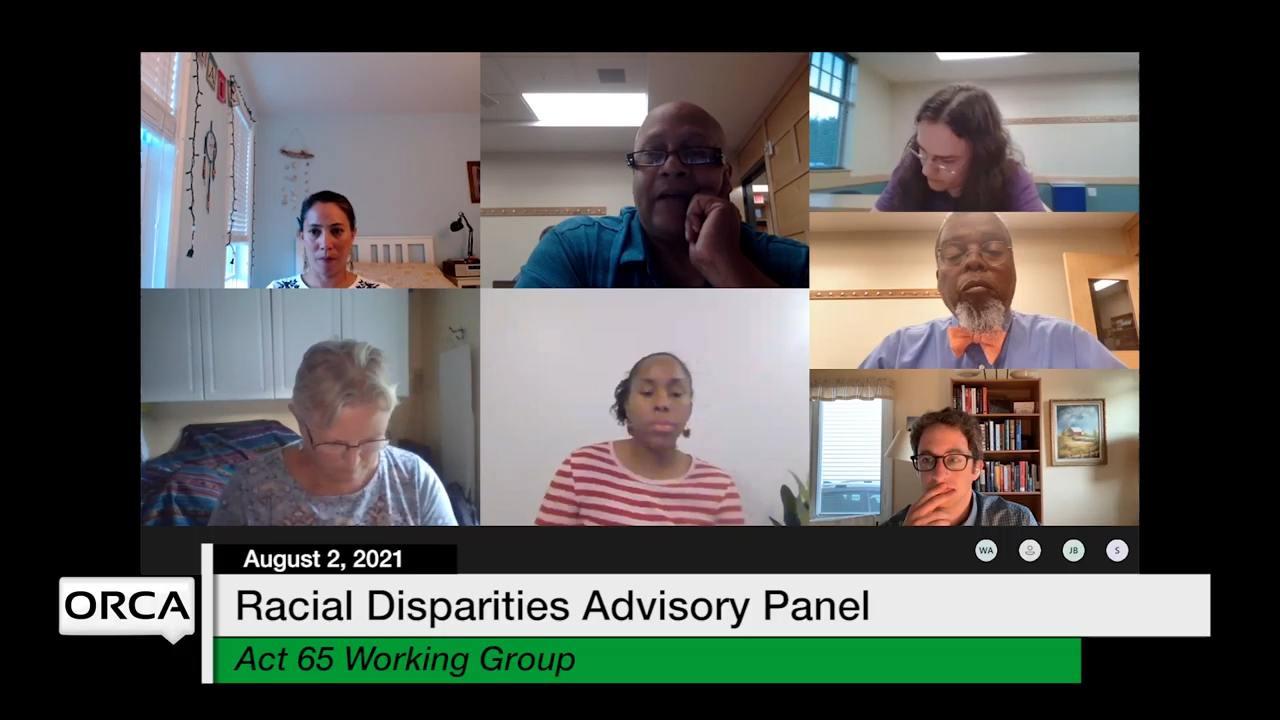 WA
JB
S
August 2, 2021
ORCA
Racial Disparities Advisory Panel
Act 65 Working Group